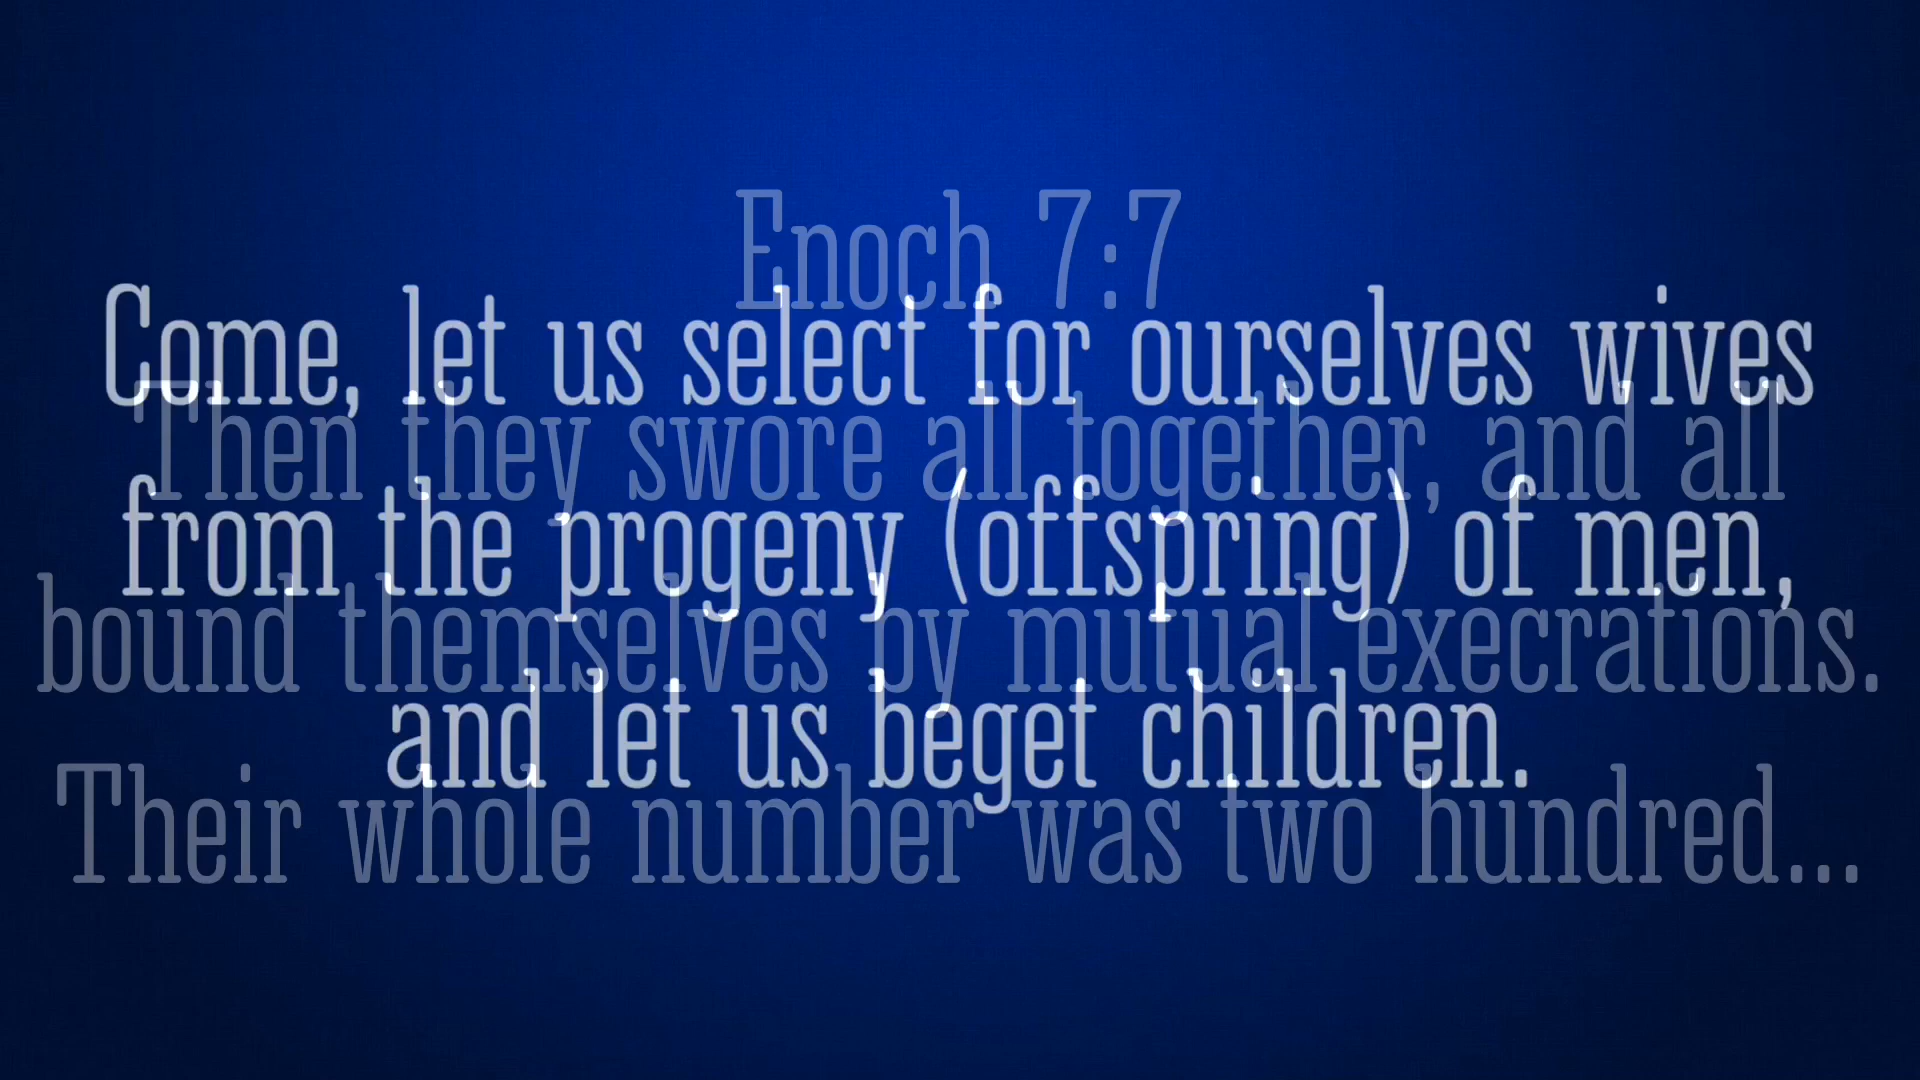 Enoch 7:7
Come, let us select for ourselves wives
Then they swore all together, and all
from the progeny (offspring) of men,
bound themselves by mutual execrations.
and let us beget children.
Their whole number was two hundred...